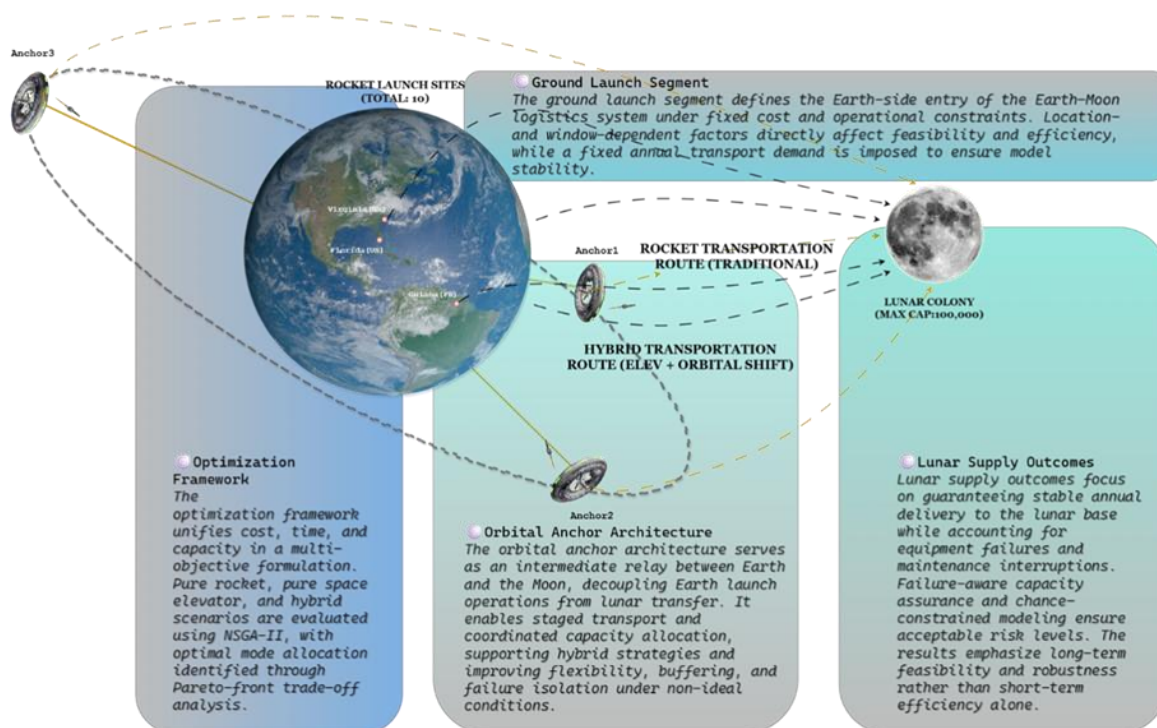 Anchor3
ROCKET LAUNCH SITES
(TOTAL: 10)
Ground Launch Segment
The ground launch segment defines the Earth-side entry of the Earth-Moon
logistics system under fixed cost and operational constraints. Location-
and window-dependent factors directly affect feasibility and efficiency,
while a fixed annual transport demand is imposed to ensure model
stability.
Virginia(US)
Florida(US)
Anchor1
ROCKET TRANSPORTATION
ROUTE (TRADITIONAL)
LUNAR COLONY
(MAX CAP:100,000)
HYBRID TRANSPORTATION
ROUTE (ELEV + ORBITAL SHIFT)
Optimization
Framework
The
optimization framework
unifies cost, time, and
capacity in a multi-
objective formulation.
Pure rocket, pure space
elevator, and hybrid
scenarios are evaluated
using NSGA-II, with
optimal mode allocation
identified through
Pareto-front trade-off
analysis.
Anchor2
Orbital Anchor Architecture
The orbital anchor architecture serves
as an intermediate relay between Earth
and the Moon, decoupling Earth launch
operations from lunar transfer. It
enables staged transport and
coordinated capacity allocation,
supporting hybrid strategies and
improving flexibility, buffering, and
failure isolation under non-ideal
conditions.
Lunar Supply Outcomes
Lunar supply outcomes focus
on guaranteeing stable annual
delivery to the lunar base
while accounting for
equipment failures and
maintenance interruptions.
Failure-aware capacity
assurance and chance-
constrained modeling ensure
acceptable risk levels. The
results emphasize long-term
feasibility and robustness
rather than short-term
efficiency alone.